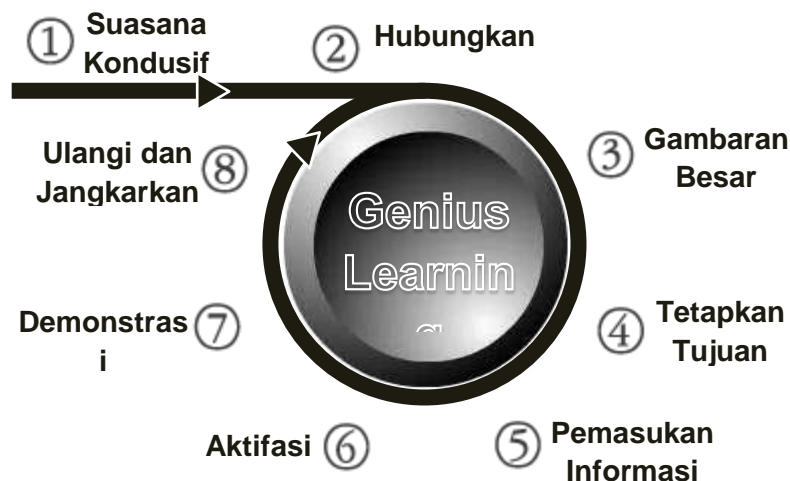 ① Suasana
Kondusif
② Hubungkan
③ Gambaran
Besar
④ Tetapkan
Tujuan
⑤ Pemasukan
Informasi
Aktifasi ⑥
Demonstras ⑦
i
Ulangi dan ⑧
Jangkarkan
Genius
Learnin
g